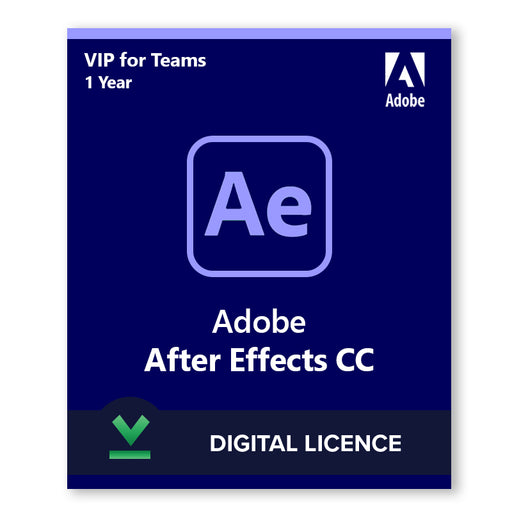 VIP for Teams
1 Year
Adobe
Ae
Adobe
After Effects CC
DIGITAL LICENCE